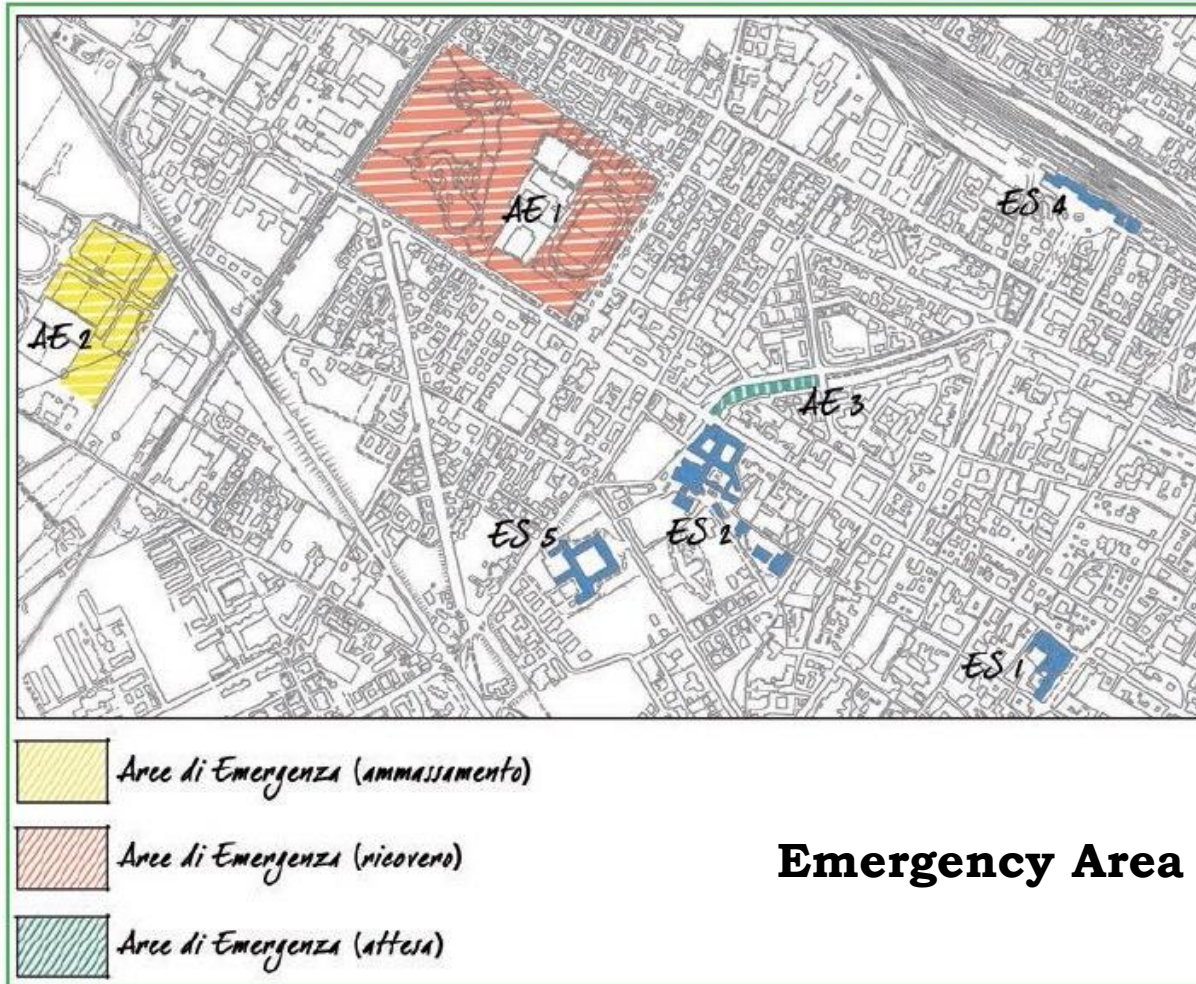 AE 1
ES 4
AE 2
AE 3
ES 5
ES 2
ES 1
Aree di Emergenza (ammassamento)
Aree di Emergenza (ricovero)
Emergency Area
Aree di Emergenza (attesa)